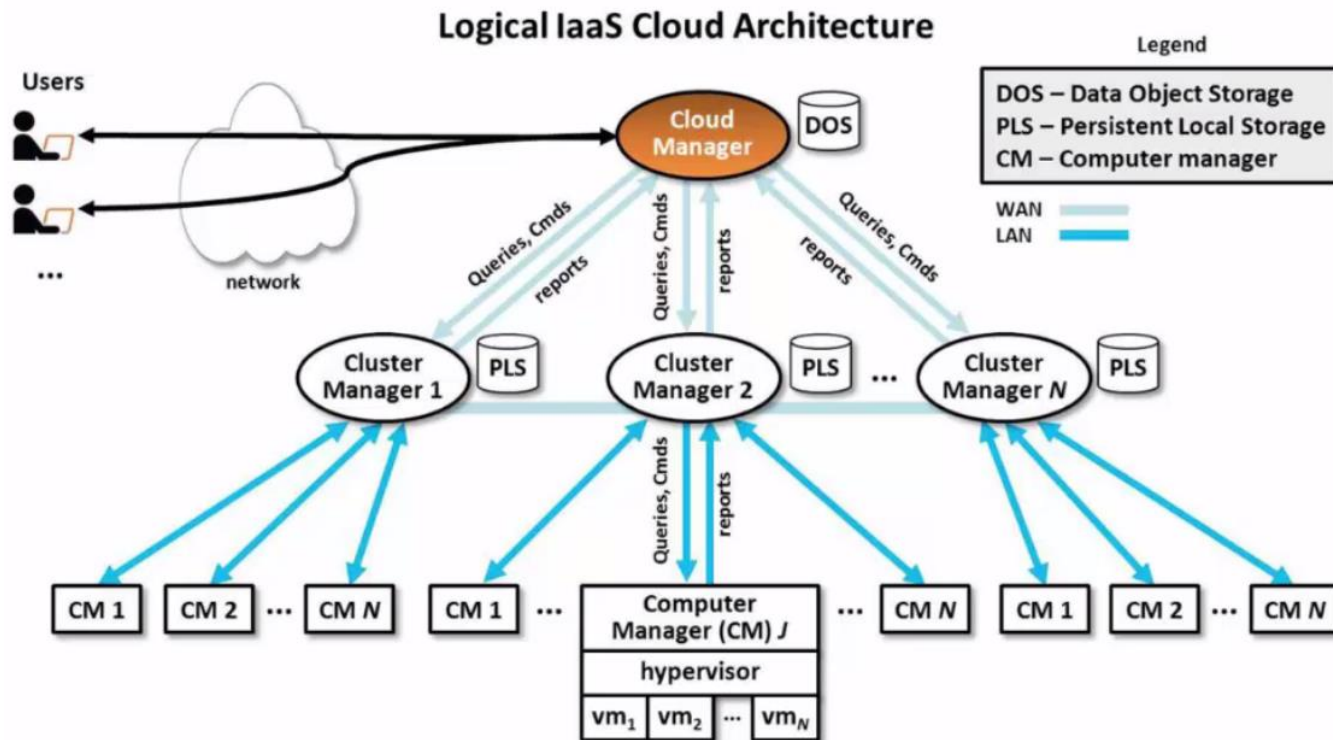 Logical IaaS Cloud Architecture
Legend
DOS – Data Object Storage
PLS – Persistent Local Storage
CM – Computer manager
WAN
LAN
Users
...
network
Cloud
Manager
DOS
Queries, Cmds
reports
Queries, Cmds
reports
Queries, Cmds
reports
Cluster
Manager 1
PLS
Cluster
Manager 2
PLS
...
Cluster
Manager N
PLS
Queries, Cmds
reports
CM 1
CM 2
...
CM N
CM 1
...
Computer
Manager (CM) J
hypervisor
vm₁
vm₂
...
vm_N
...
CM N
CM 1
CM 2
...
CM N